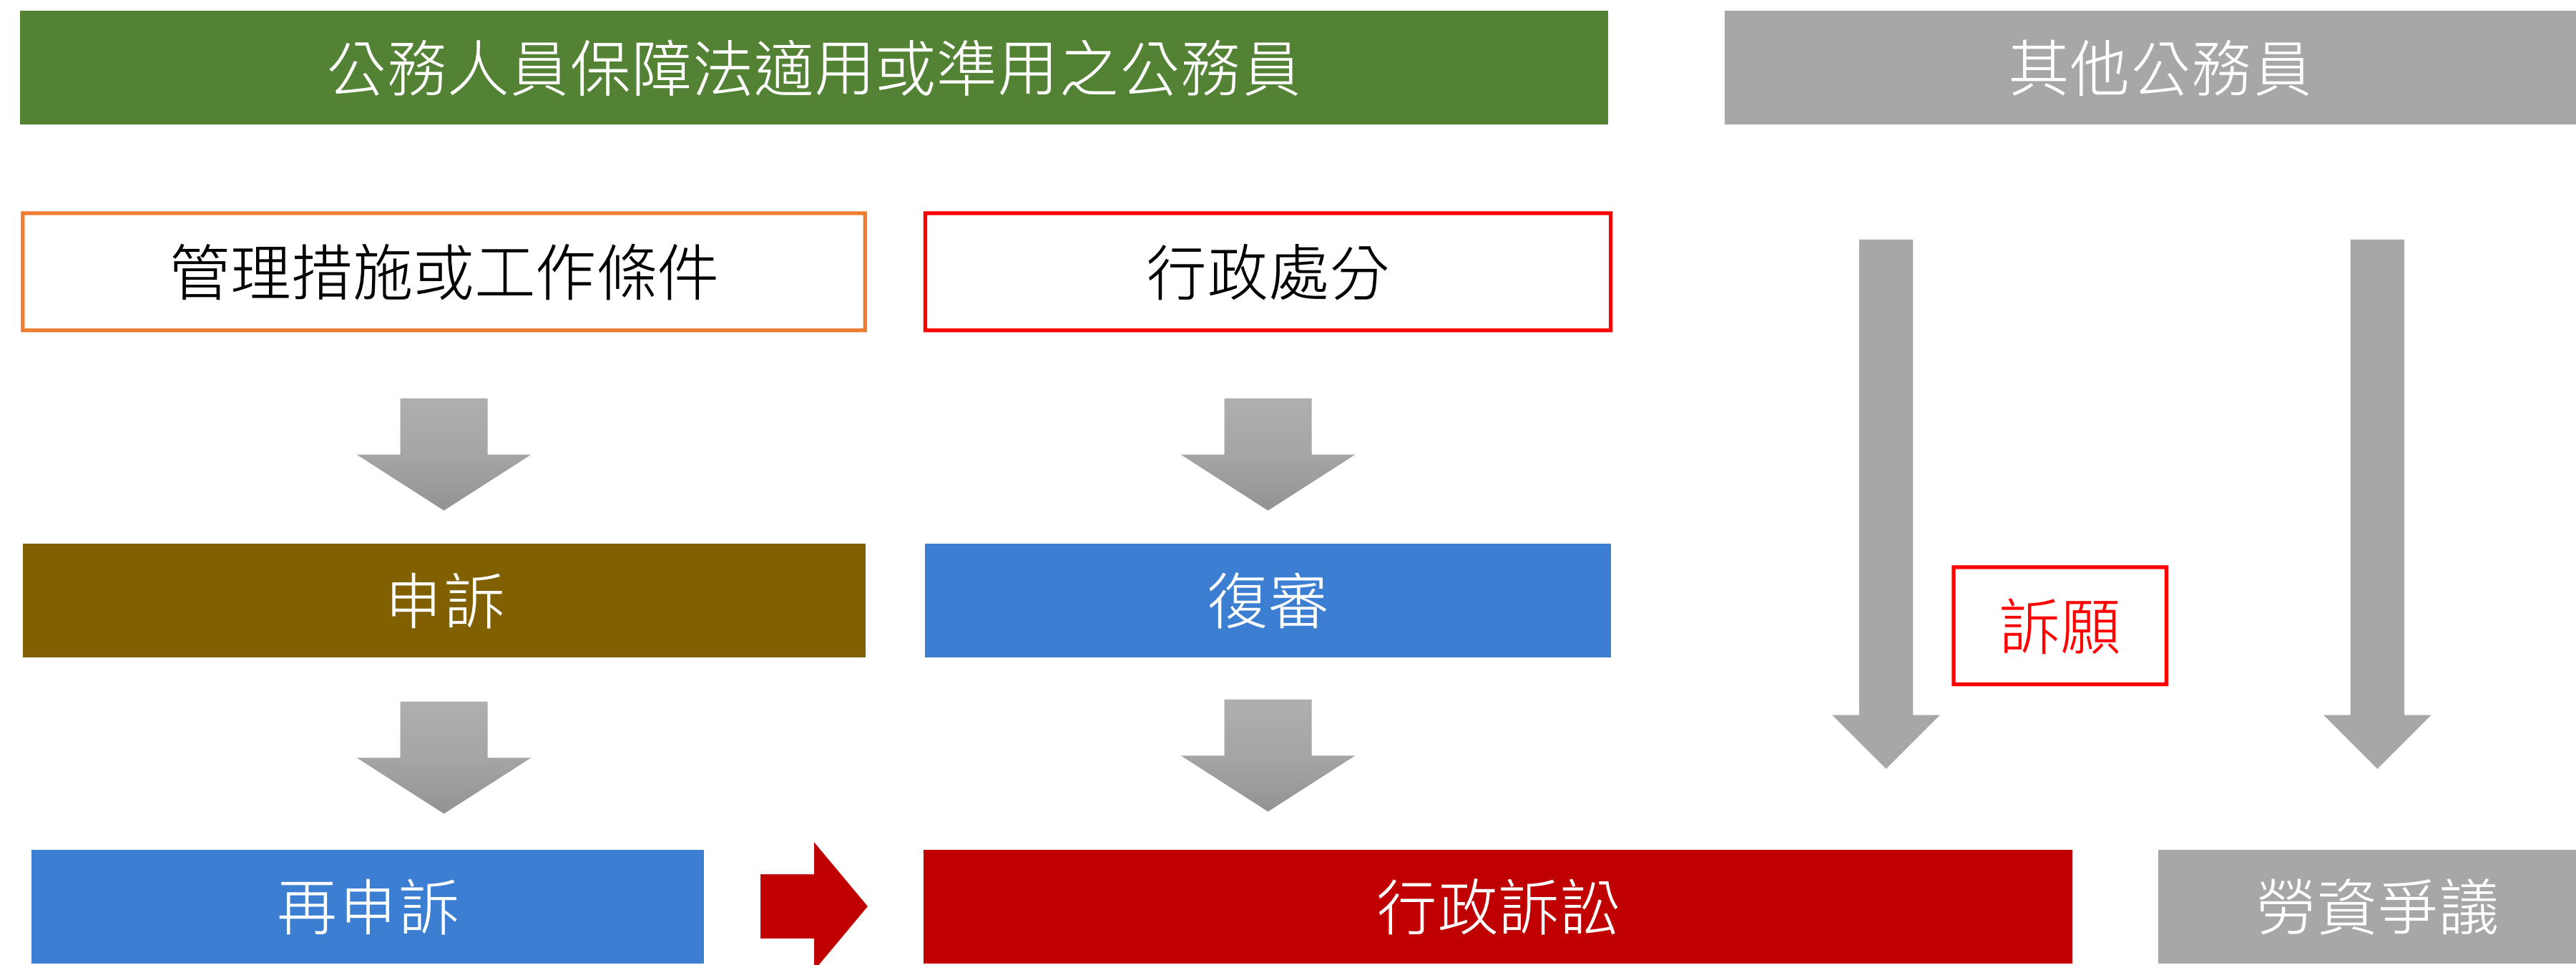 公務人員保障法適用或準用之公務員
其他公務員
管理措施或工作條件
行政處分
申訴
復審
訴願
再申訴
行政訴訟
勞資爭議